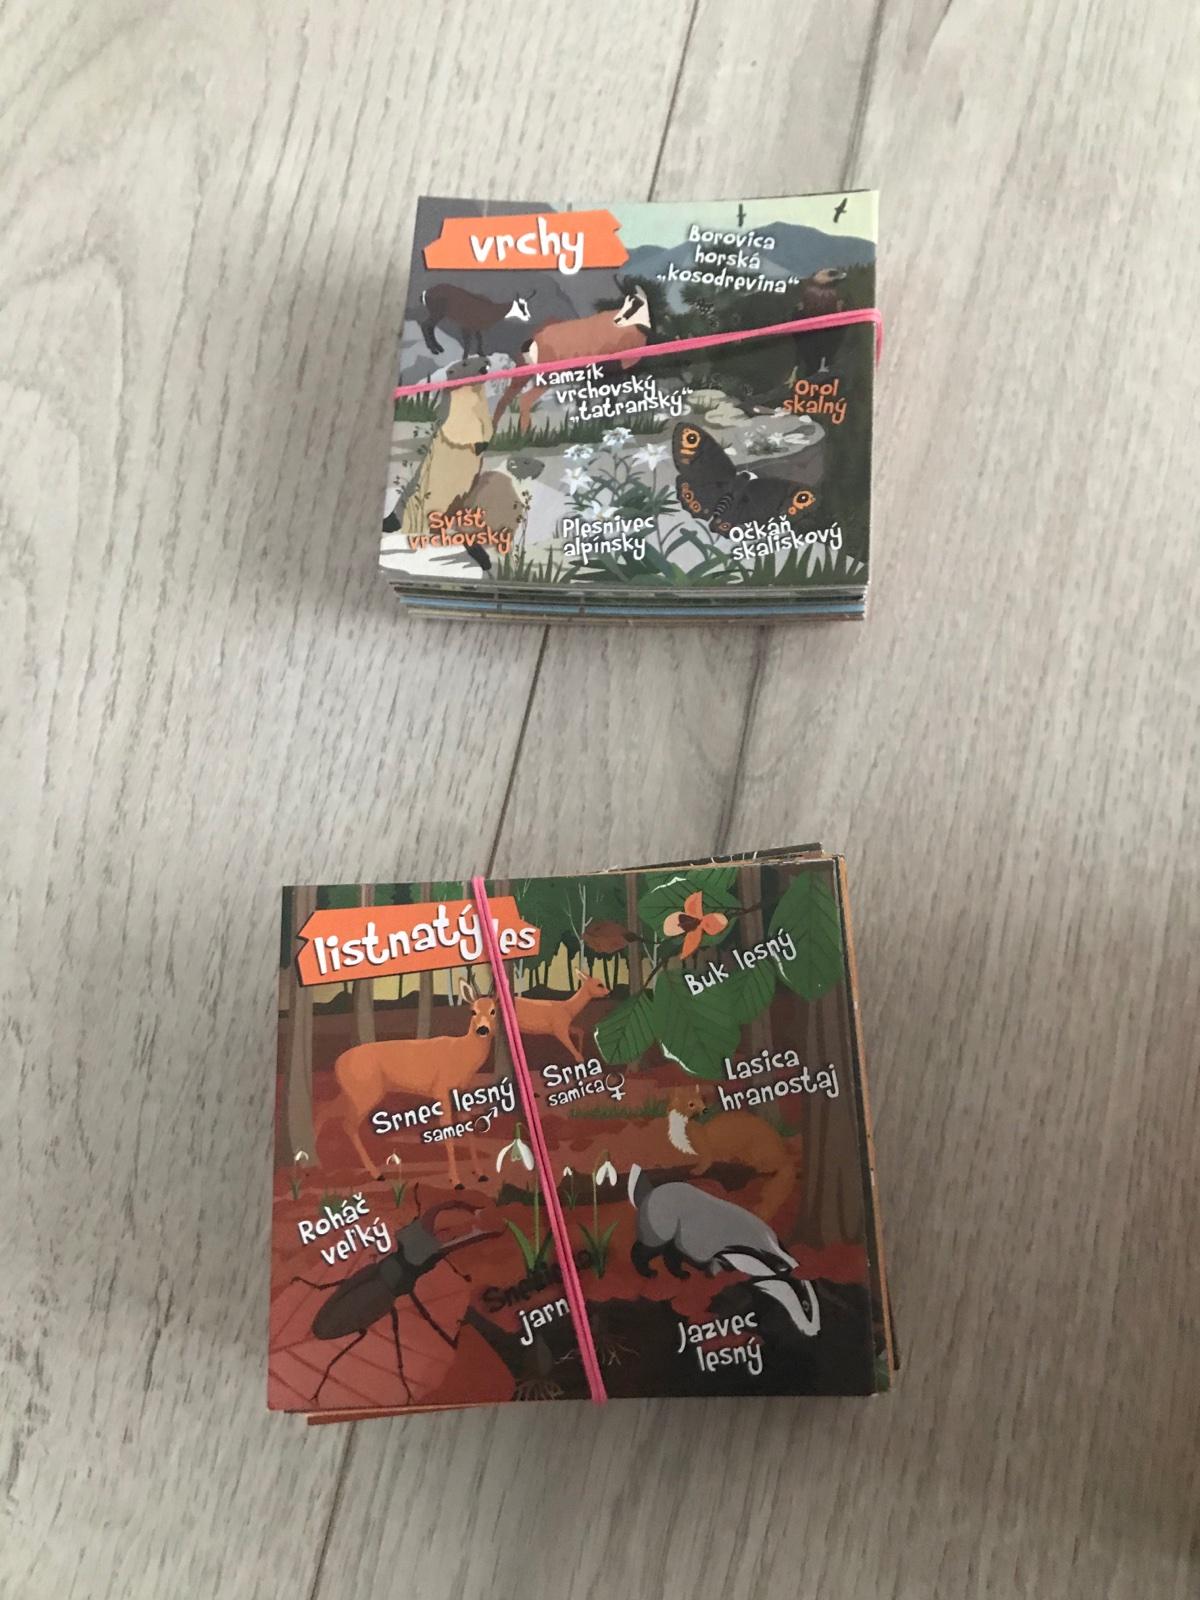 vrchy
Borovica
horská
„kosodrevina“
Kamzík
vrchovský
„tatranský“
Orol
skalný
Svišť
vrchovský
Plesnivec
alpínsky
Očkáň
skaliskový
listnatý les
Buk lesný
Srnec lesný
samec♂
Srna
samica♀
Lasica
hranostaj
Roháč
veľký
Jazvec
lesný